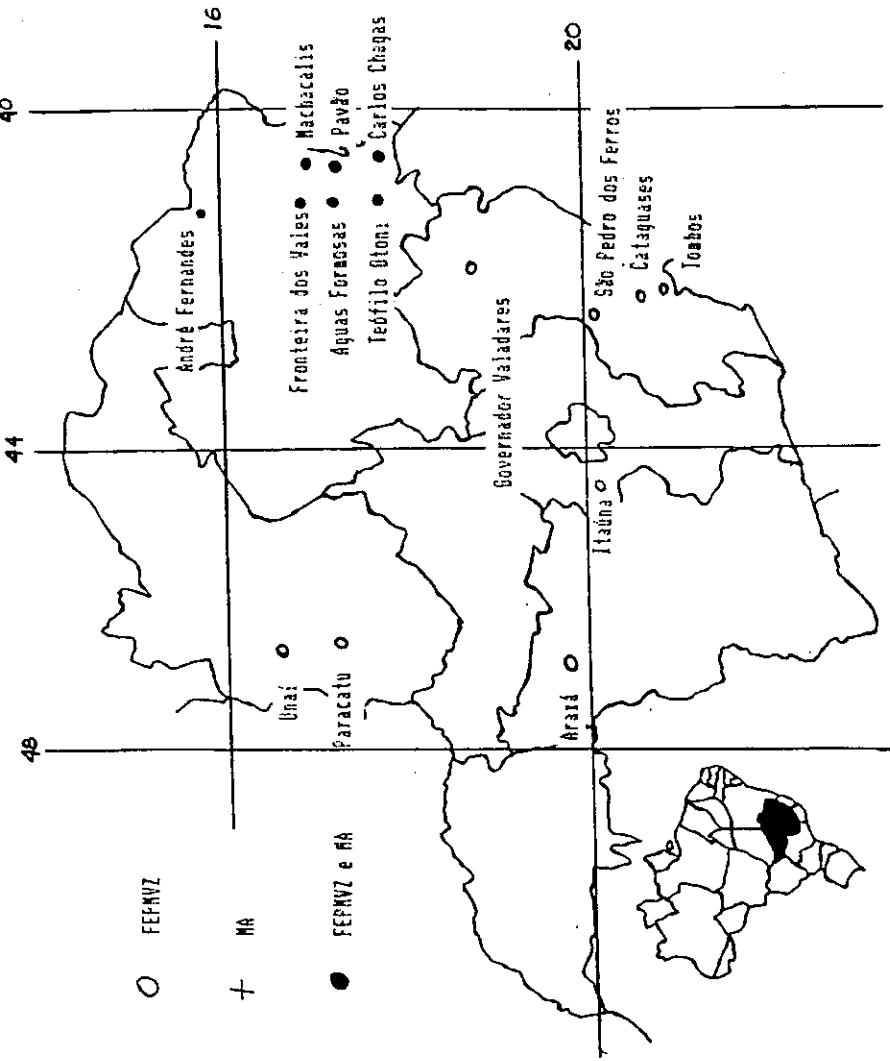 48
44
40
16
20
O FEPMVZ
+ MA
● FEPMVZ e MA
André Fernandes
Fronteira dos Vales
Machacalis
Aguas Formosas
Pavão
Teófilo Otoni
Carlos Chagas
Unaí
Paracatu
Governador Valadares
Araxá
Itaúna
São Pedro dos Ferros
Cataguases
Tombos